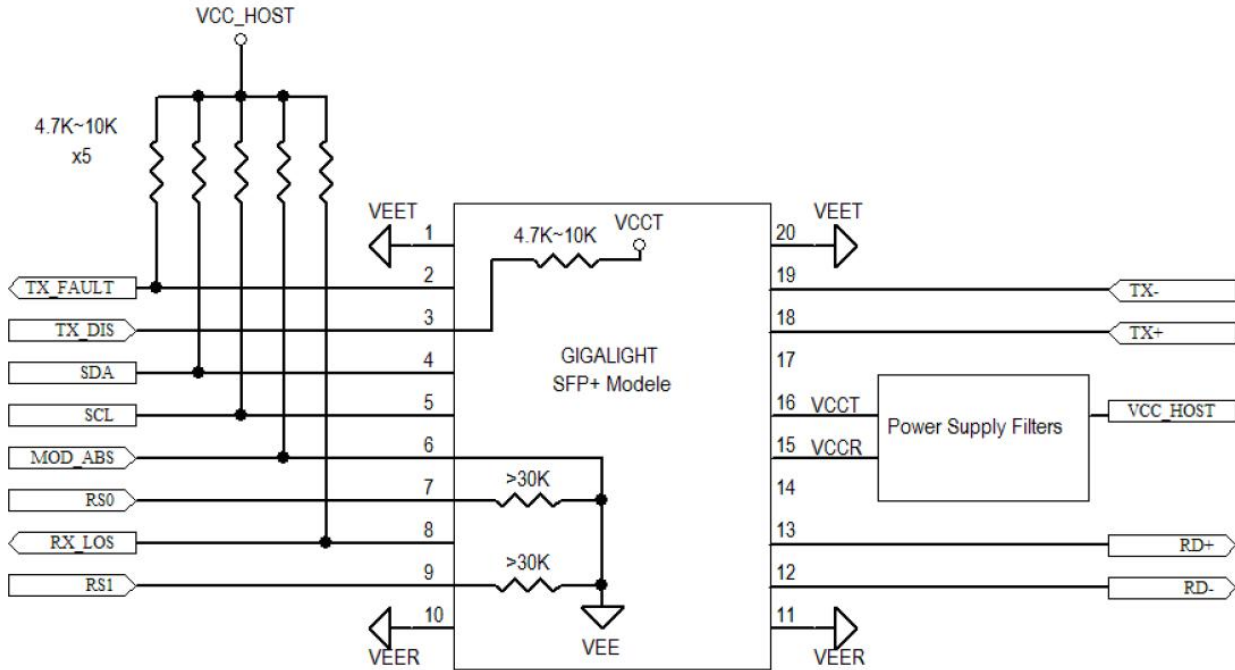 VCC_HOST
4.7K~10K
x5
VEET
1
4.7K~10K
VCCT
20
VEET
TX_FAULT
2
19
TX-
TX_DIS
3
18
TX+
SDA
4
GIGALIGHT
SFP+ Modele
17
SCL
5
16
VCCT
Power Supply Filters
VCC_HOST
MOD_ABS
6
15
VCCR
RS0
7
>30K
14
RX_LOS
8
13
RD+
RS1
9
>30K
12
RD-
10
VEER
VEE
11
VEER